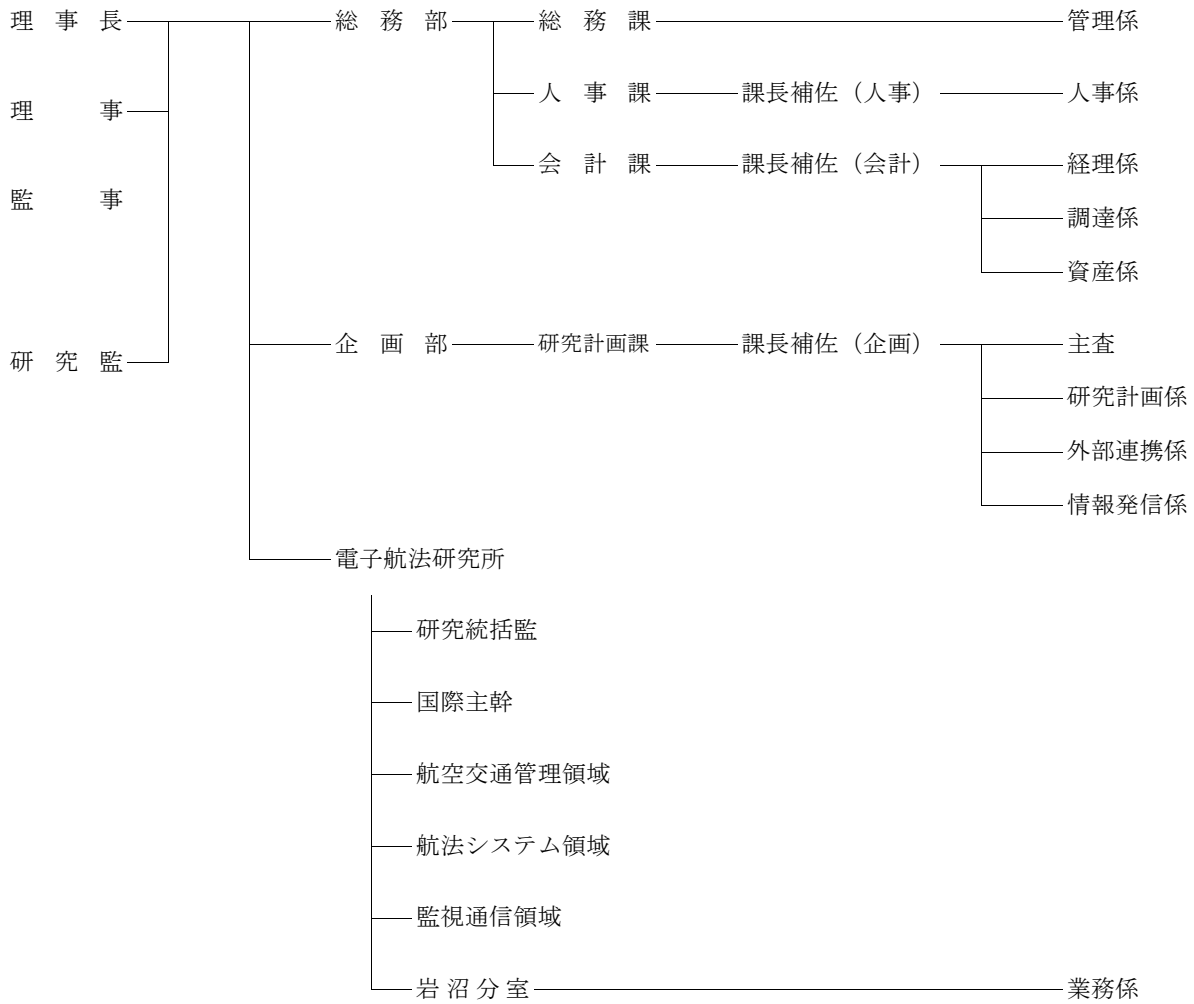 理事長 総務部 総務課 管理係
理事 人事課 課長補佐（人事） 人事係
会計課 課長補佐（会計） 経理係
監事
調達係
資産係
企画部 研究計画課 課長補佐（企画） 主査
研究監
研究計画係
外部連携係
情報発信係
電子航法研究所
研究統括監
国際主幹
航空交通管理領域
航法システム領域
監視通信領域
岩沼分室 業務係